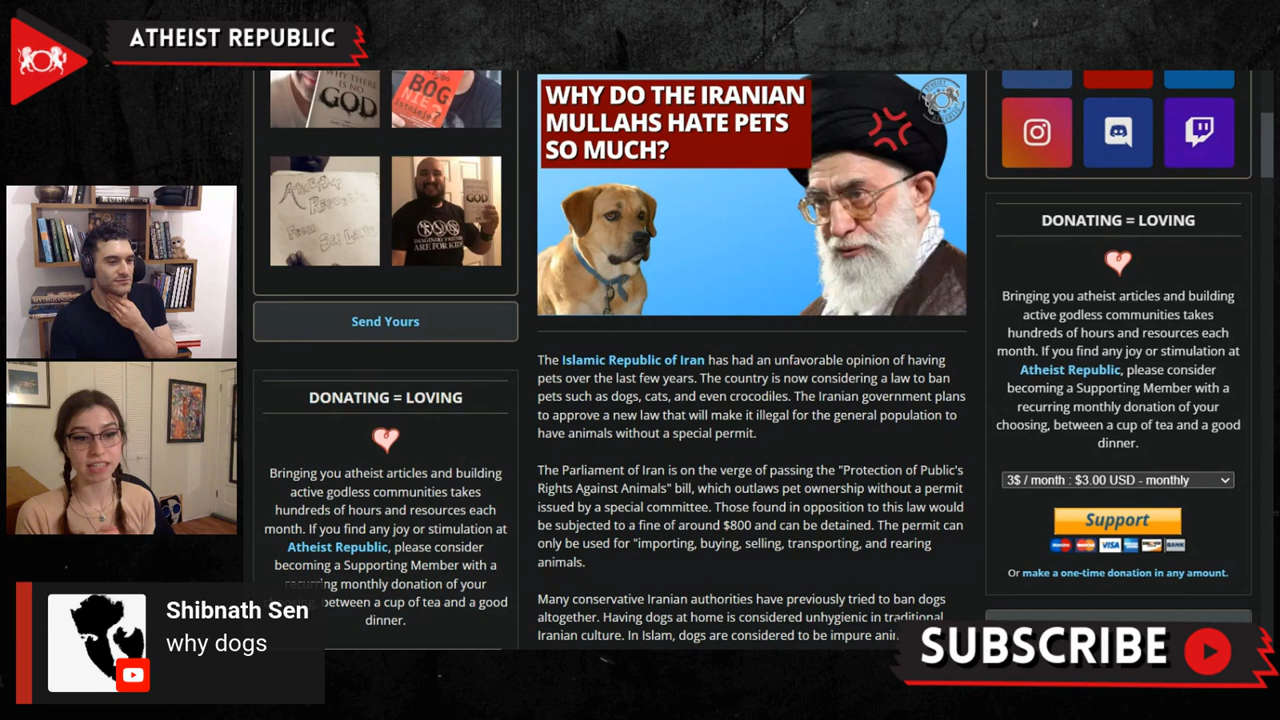 ATHEIST REPUBLIC
WHY THERE
IS NO
GOD
BÓG
NIE
istnieje?
GOD
IMAGINARY FRIENDS
ARE FOR KIDS
Send Yours
DONATING = LOVING
Bringing you atheist articles and building
active godless communities takes
hundreds of hours and resources each
month. If you find any joy or stimulation at
Atheist Republic, please consider
becoming a Supporting Member with a
recurring monthly donation of your
choosing, between a cup of tea and a good
dinner.
WHY DO THE IRANIAN
MULLAHS HATE PETS
SO MUCH?
The Islamic Republic of Iran has had an unfavorable opinion of having
pets over the last few years. The country is now considering a law to ban
pets such as dogs, cats, and even crocodiles. The Iranian government plans
to approve a new law that will make it illegal for the general population to
have animals without a special permit.
The Parliament of Iran is on the verge of passing the "Protection of Public's
Rights Against Animals" bill, which outlaws pet ownership without a permit
issued by a special committee. Those found in opposition to this law would
be subjected to a fine of around $800 and can be detained. The permit can
only be used for "importing, buying, selling, transporting, and rearing
animals.
Many conservative Iranian authorities have previously tried to ban dogs
altogether. Having dogs at home is considered unhygienic in traditional
Iranian culture. In Islam, dogs are considered to be impure
DONATING = LOVING
Bringing you atheist articles and building
active godless communities takes
hundreds of hours and resources each
month. If you find any joy or stimulation at
Atheist Republic, please consider
becoming a Supporting Member with a
recurring monthly donation of your
choosing, between a cup of tea and a good
dinner.
3$ / month : $3.00 USD - monthly
Support
VISA
BANK
Or make a one-time donation in any amount.
Shibnath Sen
why dogs
SUBSCRIBE